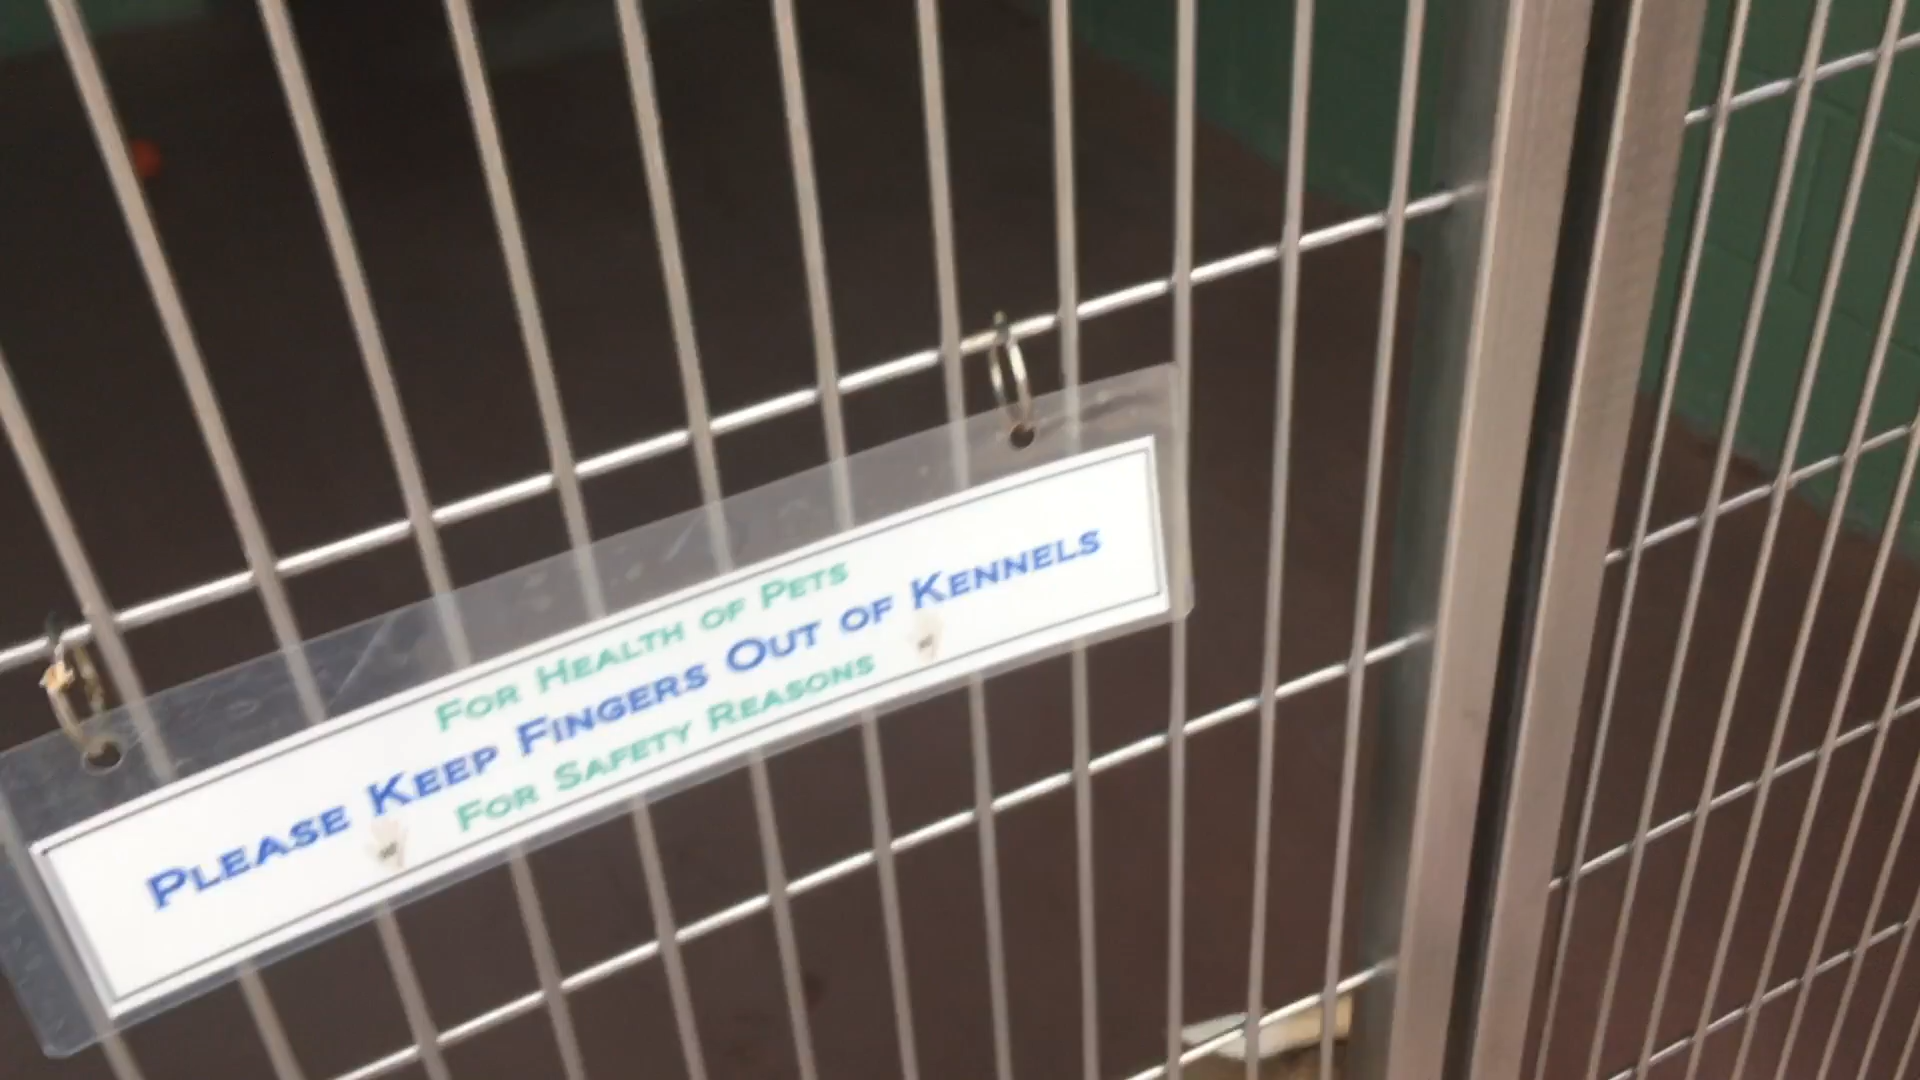 For Health of Pets
Please Keep Fingers Out of Kennels
For Safety Reasons